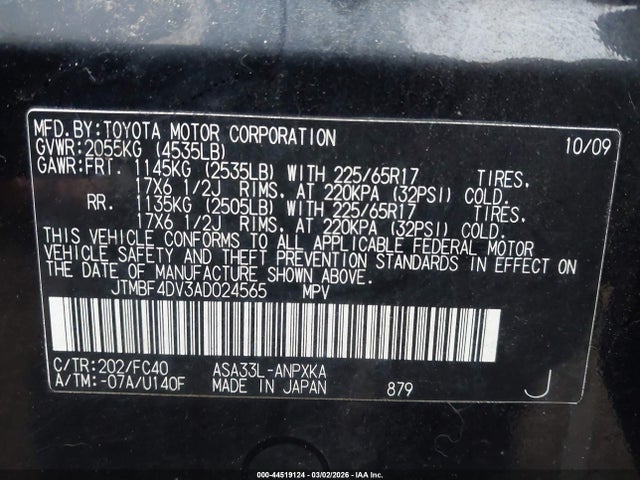 MFD.BY:TOYOTA MOTOR CORPORATION 10/09
GVWR:2055KG (4535LB)
GAWR:FRT. 1145KG (2535LB) WITH 225/65R17 TIRES,
17X6 1/2J RIMS, AT 220KPA (32PSI) COLD.
RR. 1135KG (2505LB) WITH 225/65R17 TIRES,
17X6 1/2J RIMS, AT 220KPA (32PSI) COLD.
THIS VEHICLE CONFORMS TO ALL APPLICABLE FEDERAL MOTOR
VEHICLE SAFETY AND THEFT PREVENTION STANDARDS IN EFFECT ON
THE DATE OF MANUFACTURE SHOWN ABOVE.
JTMBF4DV3AD024565 MPV
C/TR:202/FC40 ASA33L-ANPXKA
A/TM:-07A/U140F MADE IN JAPAN 879 J
000-44519124 - 03/02/2026 - IAA Inc.